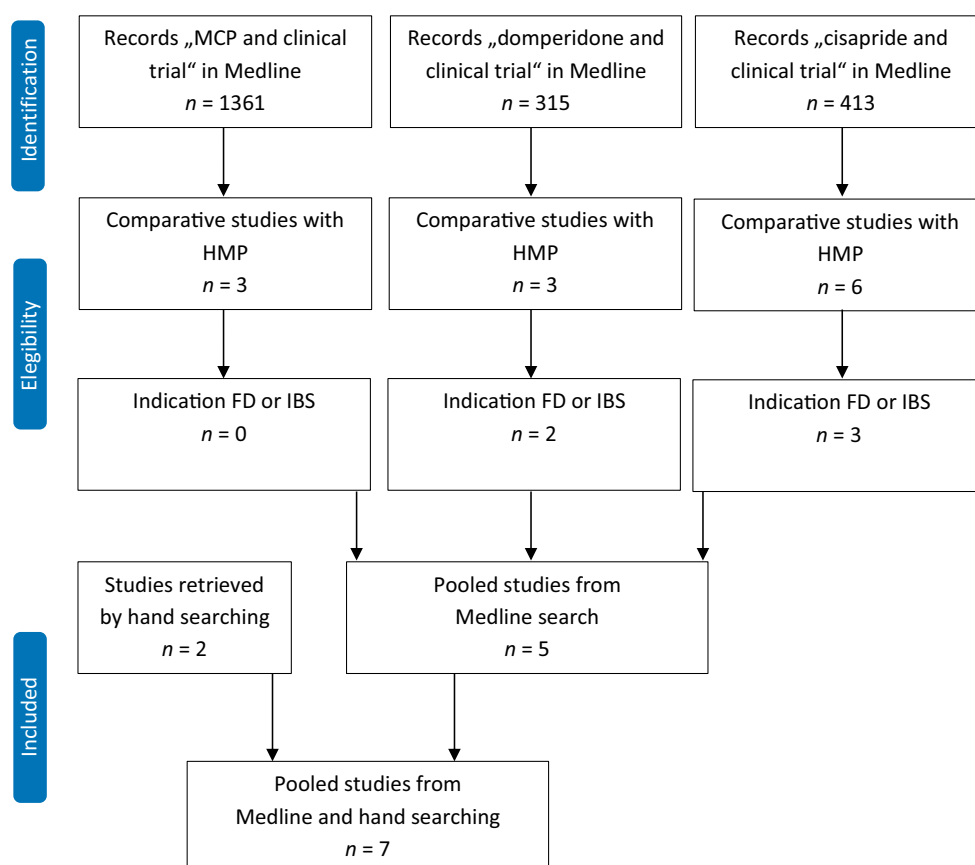 Identification
Records „MCP and clinical
trial“ in Medline
n = 1361
Records „domperidone and
clinical trial“ in Medline
n = 315
Records „cisapride and
clinical trial“ in Medline
n = 413
Elegibility
Comparative studies with
HMP
n = 3
Comparative studies with
HMP
n = 3
Comparative studies with
HMP
n = 6
Indication FD or IBS
n = 0
Indication FD or IBS
n = 2
Indication FD or IBS
n = 3
Included
Studies retrieved
by hand searching
n = 2
Pooled studies from
Medline search
n = 5
Pooled studies from
Medline and hand searching
n = 7